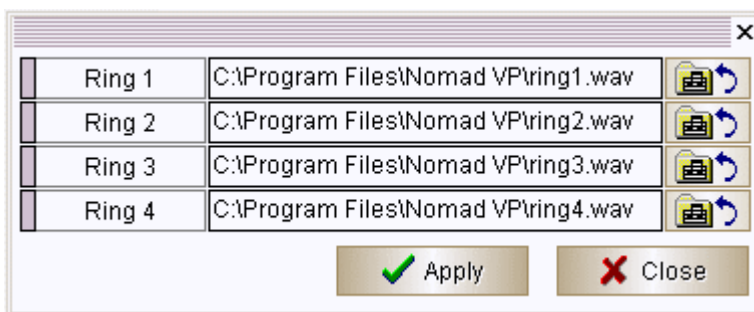 Ring 1 C:\Program Files\Nomad VP\ring1.wav
Ring 2 C:\Program Files\Nomad VP\ring2.wav
Ring 3 C:\Program Files\Nomad VP\ring3.wav
Ring 4 C:\Program Files\Nomad VP\ring4.wav
Apply Close